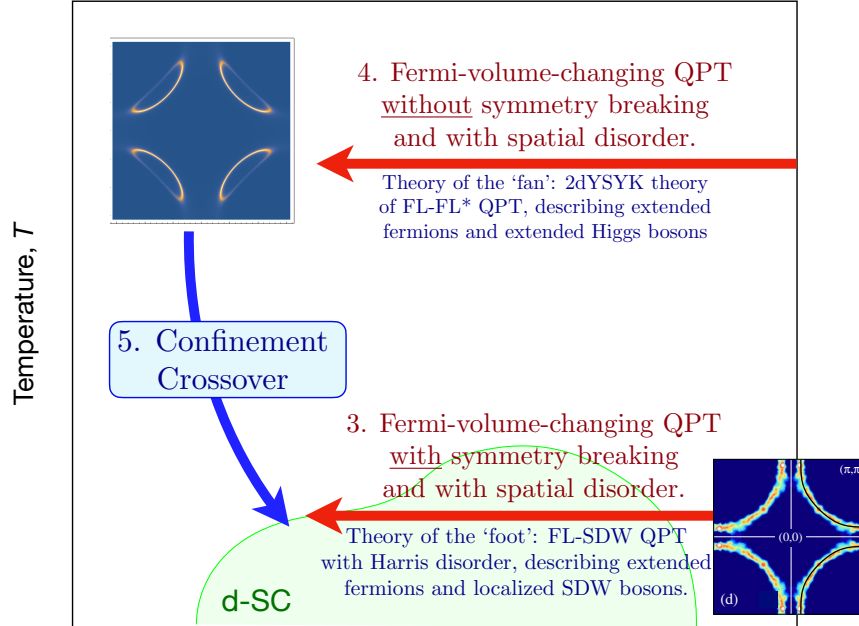 4. Fermi-volume-changing QPT
without symmetry breaking
and with spatial disorder.
Theory of the ‘fan’: 2dYSYK theory
of FL-FL* QPT, describing extended
fermions and extended Higgs bosons
Temperature, T
5. Confinement
Crossover
3. Fermi-volume-changing QPT
with symmetry breaking
and with spatial disorder.
Theory of the ‘foot’: FL-SDW QPT
with Harris disorder, describing extended
fermions and localized SDW bosons.
d-SC
(π,π
(0,0)
(d)